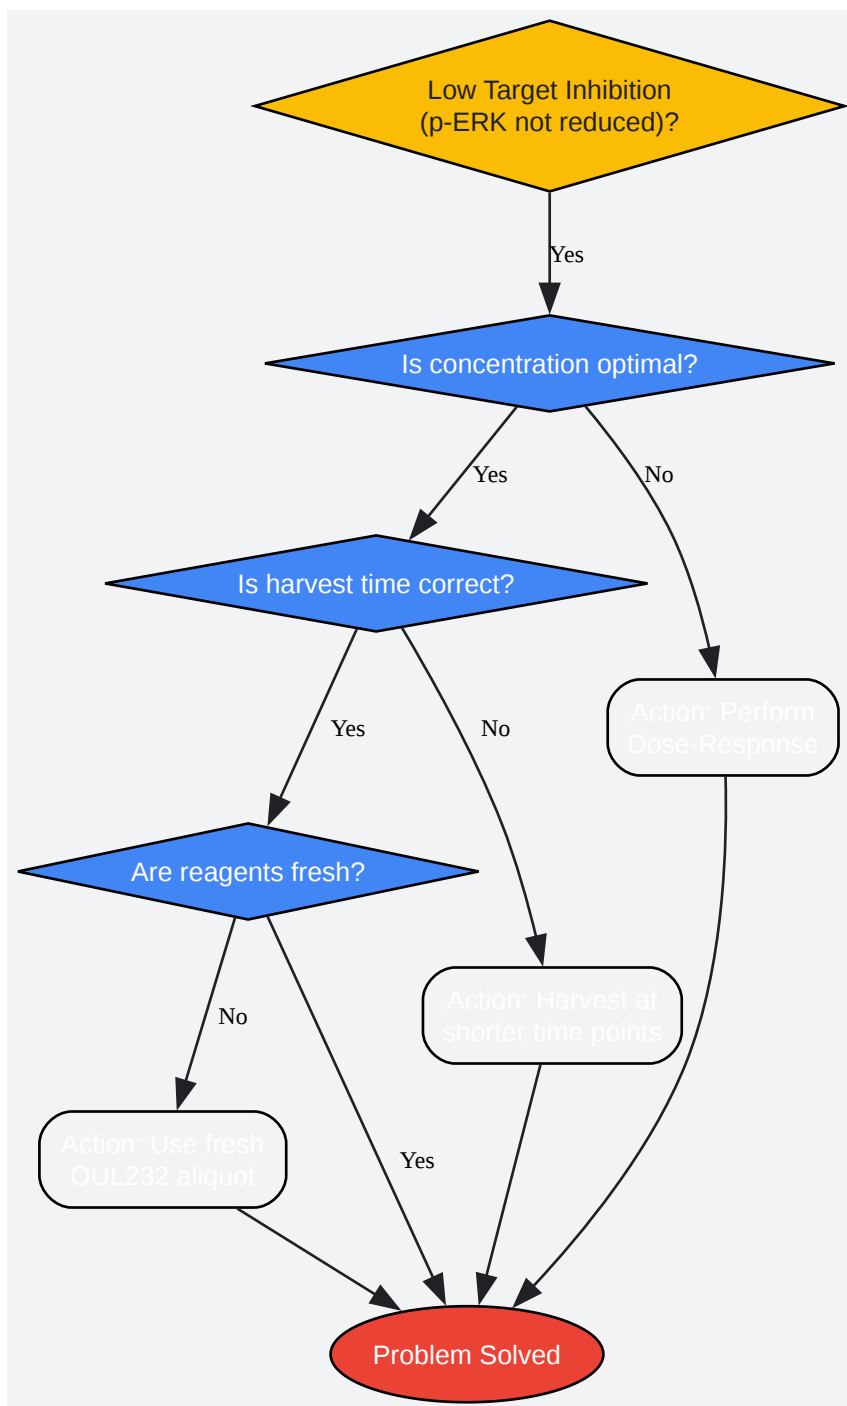 Low Target Inhibition
(p-ERK not reduced)?
Yes
Is concentration optimal?
Yes
No
Is harvest time correct?
Action: Perform
Dose-Response
Yes
No
Are reagents fresh?
Action: Harvest at
shorter time points
No
Action: Use fresh
OUL232 aliquot
Yes
Problem Solved